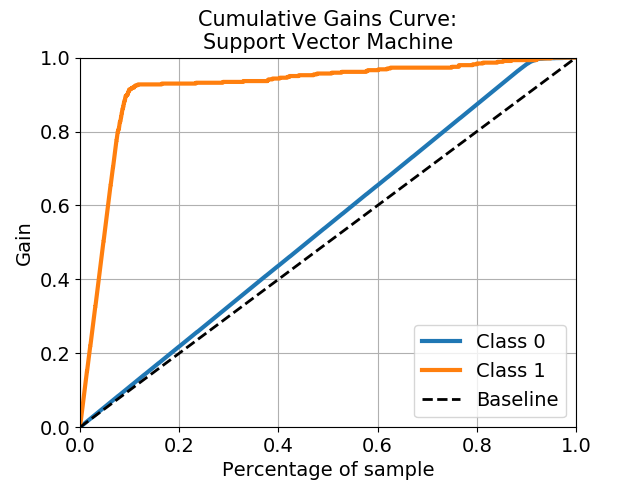 Cumulative Gains Curve:
Support Vector Machine
1.0
0.8
0.6
0.4
0.2
0.0
Gain
Class 0
Class 1
Baseline
0.0 0.2 0.4 0.6 0.8 1.0
Percentage of sample